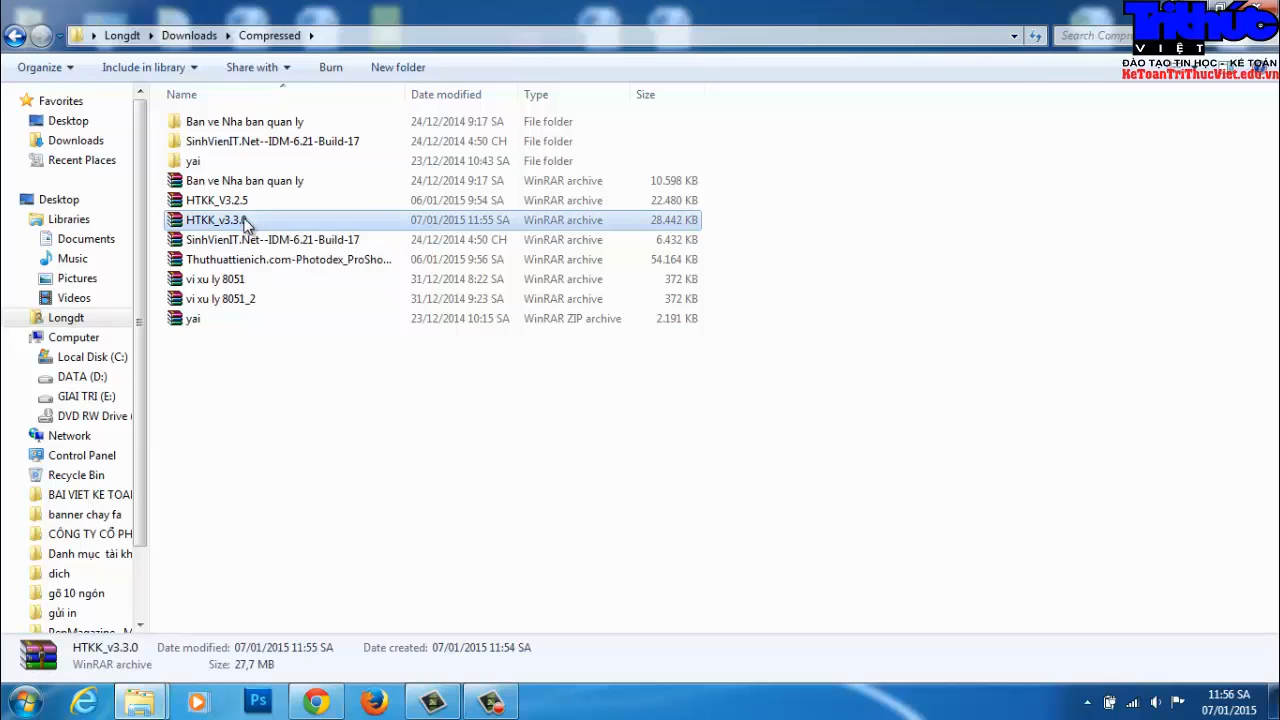 TriThức
VIỆT
ĐÀO TẠO TIN HỌC - KẾ TOÁN
KeToanTriThucViet.edu.vn
Longdt
Downloads
Compressed
Search Compressed
Organize
Include in library
Share with
Burn
New folder
Name
Date modified
Type
Size
Favorites
Desktop
Downloads
Recent Places
Desktop
Libraries
Documents
Music
Pictures
Videos
Longdt
Computer
Local Disk (C:)
DATA (D:)
GIAI TRI (E:)
DVD RW Drive (
Network
Control Panel
Recycle Bin
BAI VIET KE TOAN
banner chay fa
CÔNG TY CỔ PH
Danh mục tài kh
dich
gõ 10 ngón
gửi in
Ban ve Nha ban quan ly 24/12/2014 9:17 SA File folder
SinhVienIT.Net--IDM-6.21-Build-17 24/12/2014 4:50 CH File folder
yai 23/12/2014 10:43 SA File folder
Ban ve Nha ban quan ly 24/12/2014 9:17 SA WinRAR archive 10.598 KB
HTKK_V3.2.5 06/01/2015 9:54 SA WinRAR archive 22.480 KB
HTKK_v3.3.0 07/01/2015 11:55 SA WinRAR archive 28.442 KB
SinhVienIT.Net--IDM-6.21-Build-17 24/12/2014 4:50 CH WinRAR archive 6.432 KB
Thuthuattienich.com-Photodex_ProSho... 06/01/2015 9:56 SA WinRAR archive 54.164 KB
vi xu ly 8051 31/12/2014 8:22 SA WinRAR archive 372 KB
vi xu ly 8051_2 31/12/2014 9:23 SA WinRAR archive 372 KB
yai 23/12/2014 10:15 SA WinRAR ZIP archive 2.191 KB
HTKK_v3.3.0 Date modified: 07/01/2015 11:55 SA Date created: 07/01/2015 11:54 SA
WinRAR archive Size: 27,7 MB
Ps
11:56 SA
07/01/2015